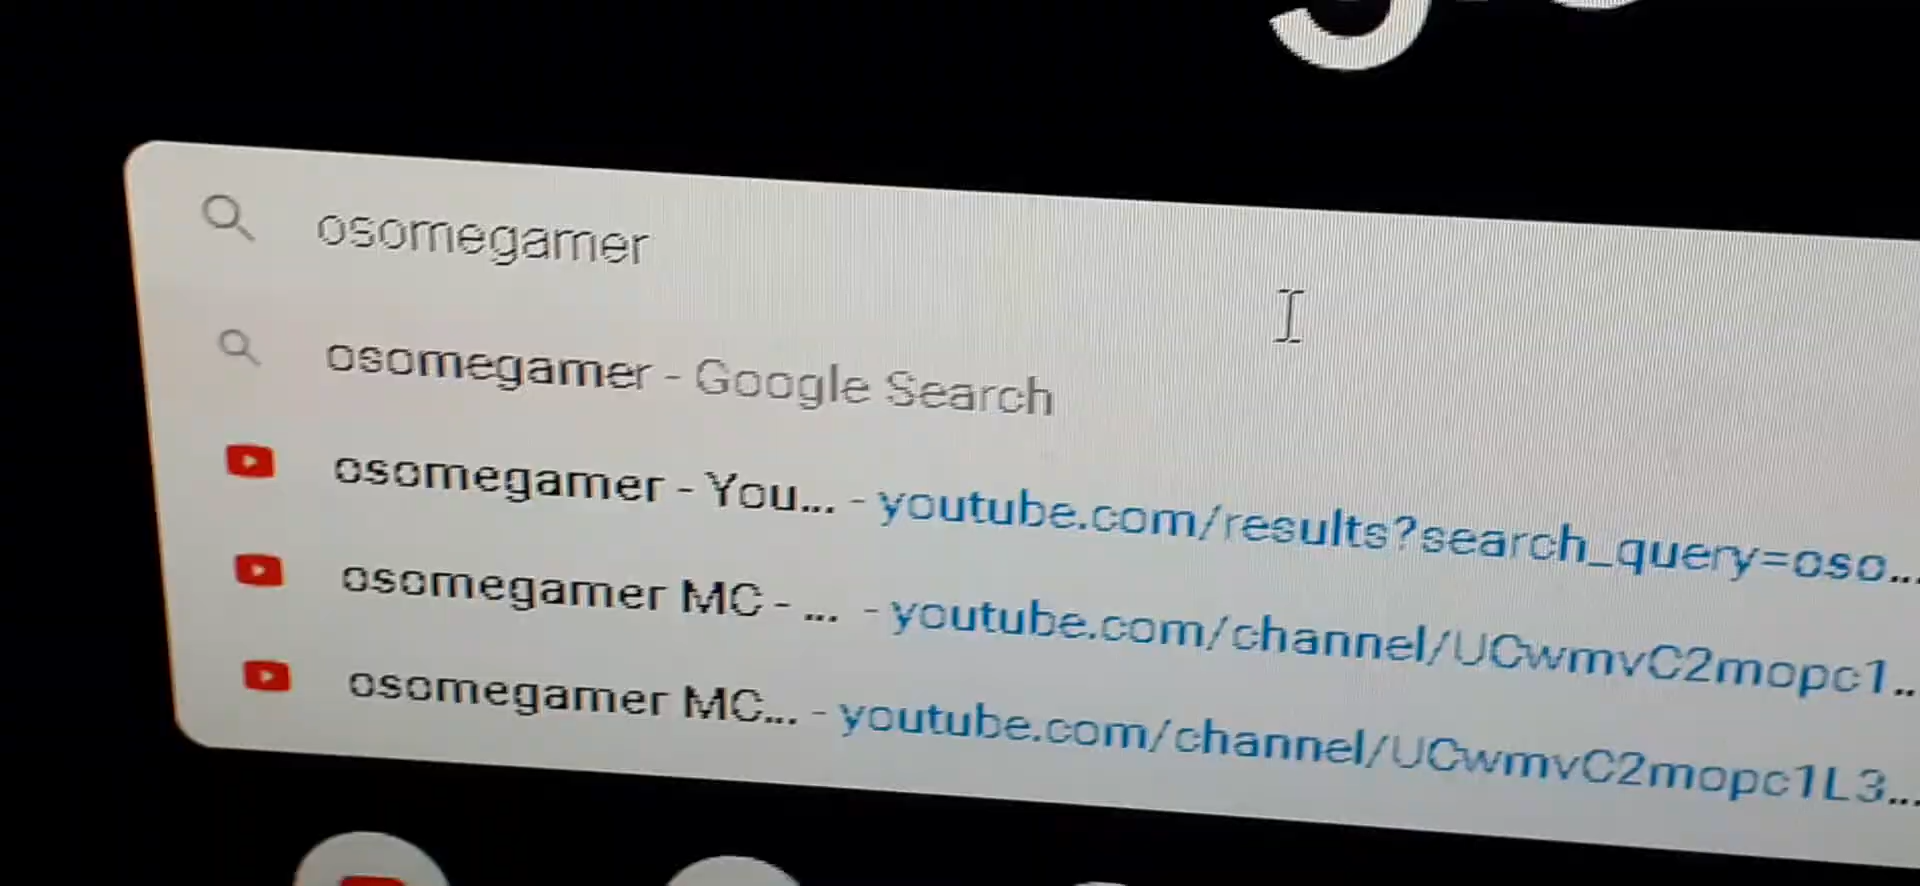 osomegamer
osomegamer - Google Search
osomegamer - You... - youtube.com/results?search_query=oso...
osomegamer MC - ... - youtube.com/channel/UCwmvC2mopc1...
osomegamer MC... - youtube.com/channel/UCwmvC2mopc1L3...